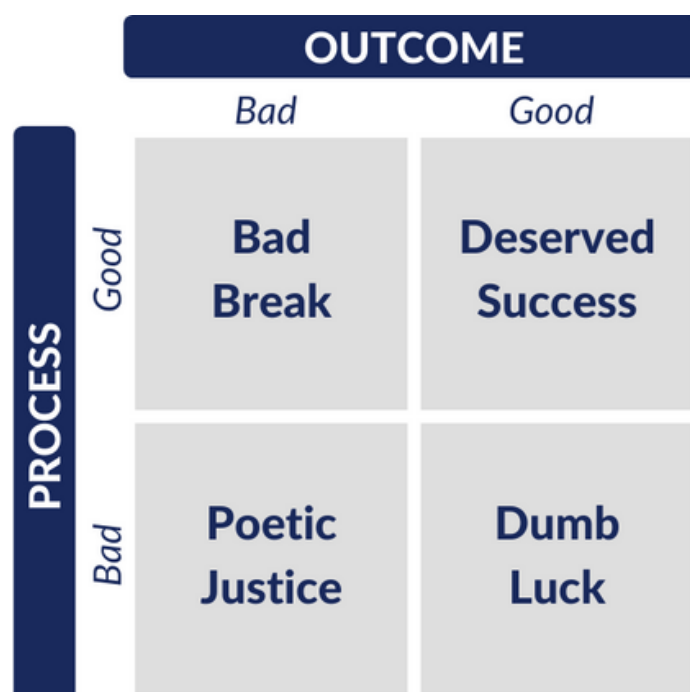 OUTCOME
Bad Good
PROCESS
Good
Bad
Break
Deserved
Success
Bad
Poetic
Justice
Dumb
Luck